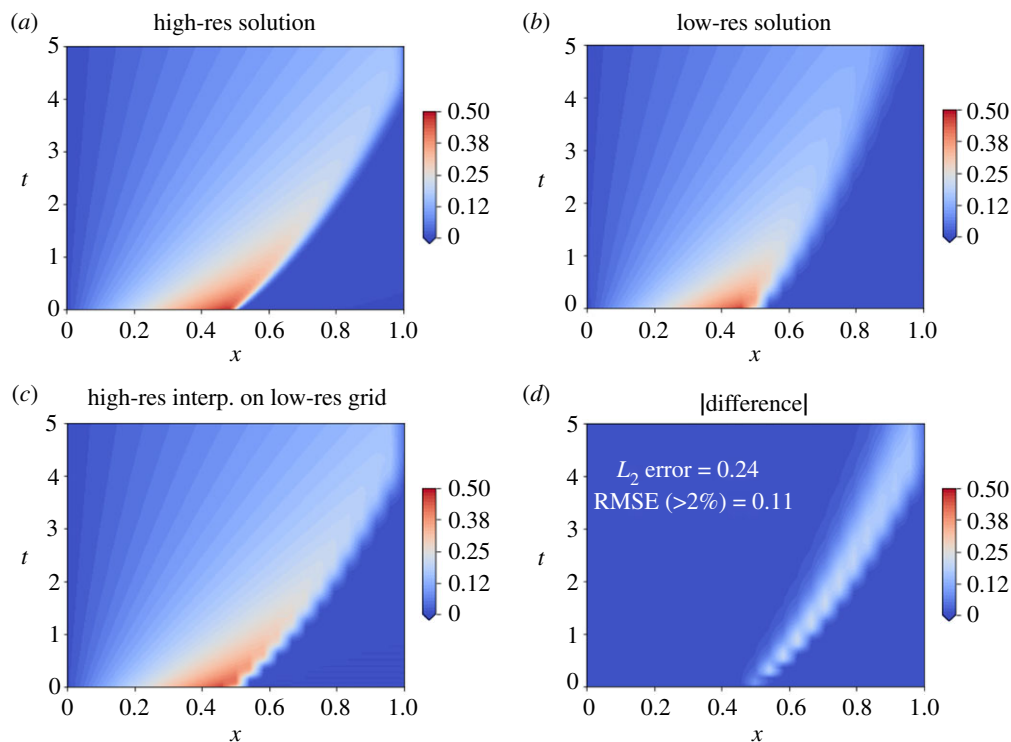 (a) high-res solution
5
4
3
t
2
1
0
0 0.2 0.4 0.6 0.8 1.0
x
0.50
0.38
0.25
0.12
0
(b) low-res solution
5
4
3
t
2
1
0
0 0.2 0.4 0.6 0.8 1.0
x
0.50
0.38
0.25
0.12
0
(c) high-res interp. on low-res grid
5
4
3
t
2
1
0
0 0.2 0.4 0.6 0.8 1.0
x
0.50
0.38
0.25
0.12
0
(d) |difference|
L2 error = 0.24
RMSE (>2%) = 0.11
5
4
3
t
2
1
0
0 0.2 0.4 0.6 0.8 1.0
x
0.50
0.38
0.25
0.12
0